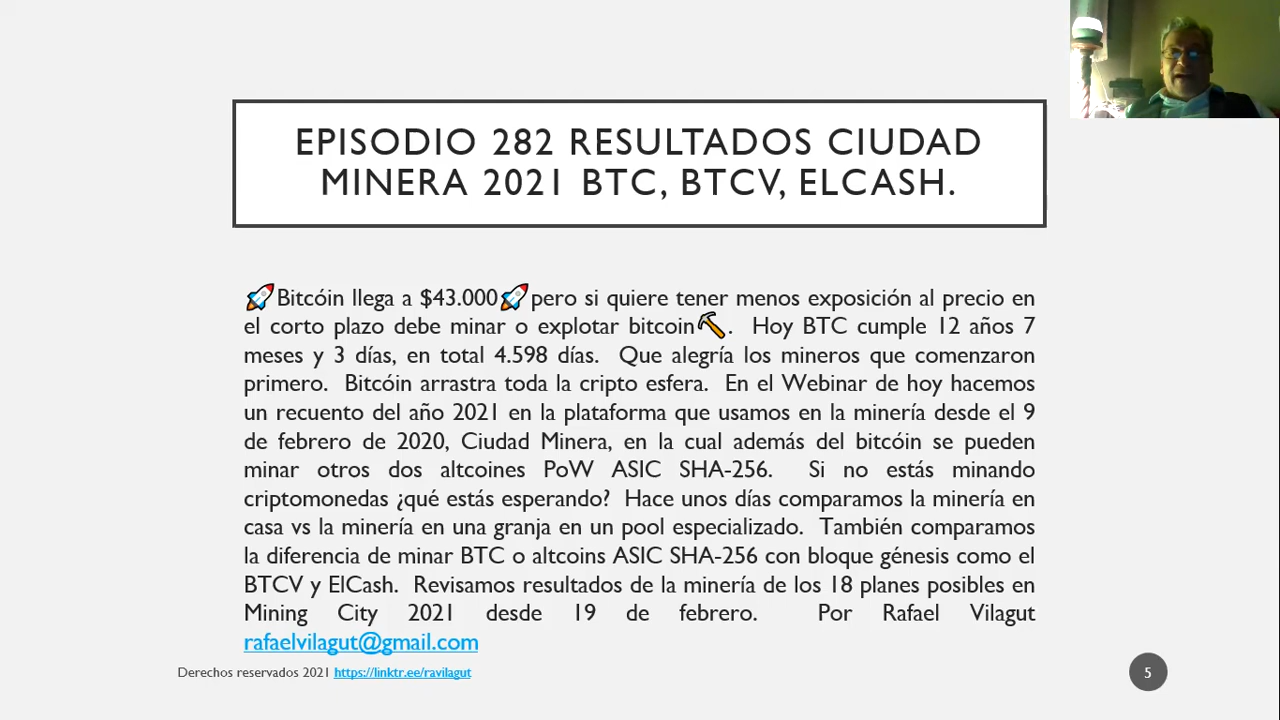 EPISODIO 282 RESULTADOS CIUDAD
MINERA 2021 BTC, BTCV, ELCASH.
🚀Bitcóin llega a $43.000🚀pero si quiere tener menos exposición al precio en
el corto plazo debe minar o explotar bitcoin⛏. Hoy BTC cumple 12 años 7
meses y 3 días, en total 4.598 días. Que alegría los mineros que comenzaron
primero. Bitcóin arrastra toda la cripto esfera. En el Webinar de hoy hacemos
un recuento del año 2021 en la plataforma que usamos en la minería desde el 9
de febrero de 2020, Ciudad Minera, en la cual además del bitcóin se pueden
minar otros dos altcoines PoW ASIC SHA-256. Si no estás minando
criptomonedas ¿qué estás esperando? Hace unos días comparamos la minería en
casa vs la minería en una granja en un pool especializado. También comparamos
la diferencia de minar BTC o altcoins ASIC SHA-256 con bloque génesis como el
BTCV y ElCash. Revisamos resultados de la minería de los 18 planes posibles en
Mining City 2021 desde 19 de febrero. Por Rafael Vilagut
rafaelvilagut@gmail.com
Derechos reservados 2021 https://linktr.ee/ravilagut
5